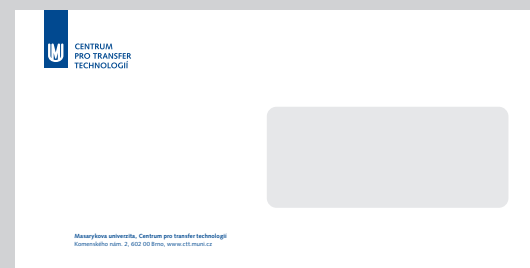 CENTRUM
PRO TRANSFER
TECHNOLOGIÍ
Masarykova univerzita, Centrum pro transfer technologií
Komenského nám. 2, 602 00 Brno, www.ctt.muni.cz